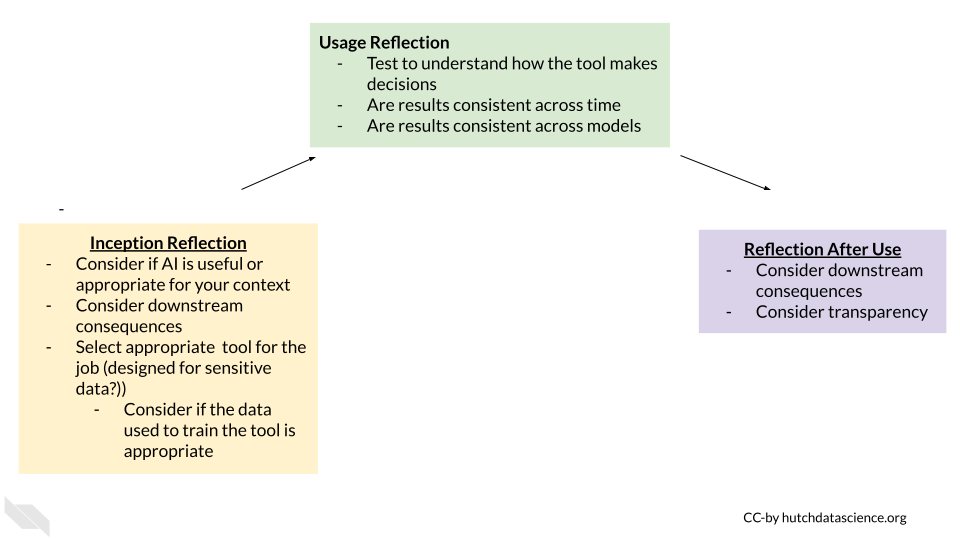 Usage Reflection
- Test to understand how the tool makes
decisions
- Are results consistent across time
- Are results consistent across models
-
Inception Reflection
- Consider if AI is useful or
appropriate for your context
- Consider downstream
consequences
- Select appropriate  tool for the
job (designed for sensitive
data?))
- Consider if the data
used to train the tool is
appropriate
Reflection After Use
- Consider downstream
consequences
- Consider transparency
CC-by hutchdatascience.org